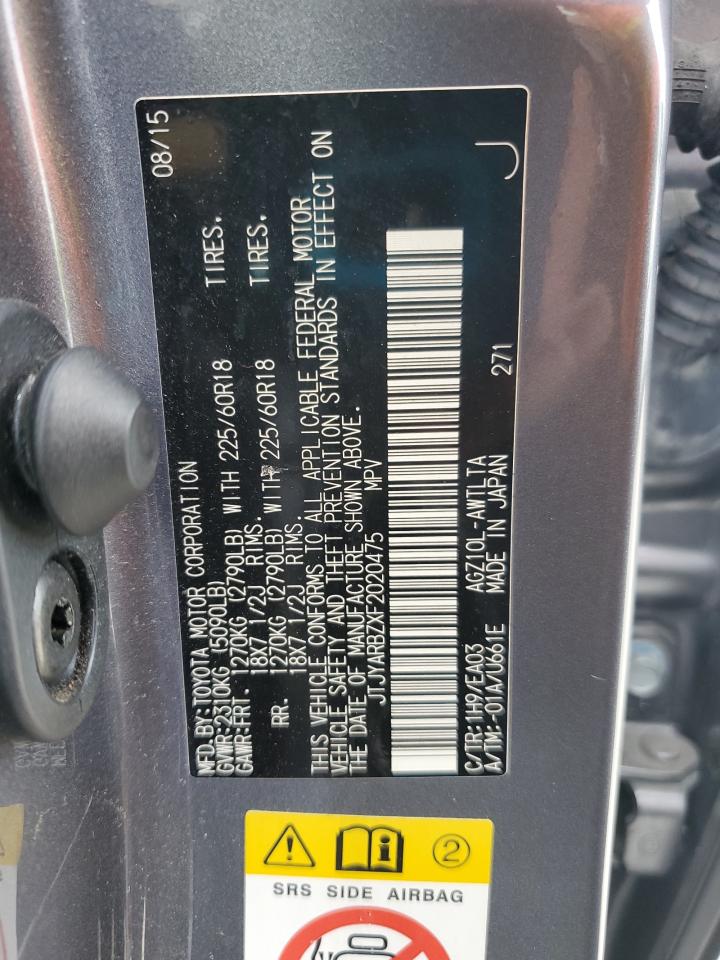 MFD.BY:TOYOTA MOTOR CORPORATION 08/15
GVWR:2310KG (5090LB)
GAWR:FRT. 1270KG (2790LB) WITH 225/60R18 TIRES.
18X7 1/2J RIMS.
RR. 1270KG (2790LB) WITH 225/60R18 TIRES.
18X7 1/2J RIMS.
THIS VEHICLE CONFORMS TO ALL APPLICABLE FEDERAL MOTOR
VEHICLE SAFETY AND THEFT PREVENTION STANDARDS IN EFFECT ON
THE DATE OF MANUFACTURE SHOWN ABOVE.
JTJYARBZXF2020475 MPV
C/TR:1H9/EA03 AGZ10L-AWTLTA 271
A/TM:-01A/U661E MADE IN JAPAN J
2
SRS SIDE AIRBAG